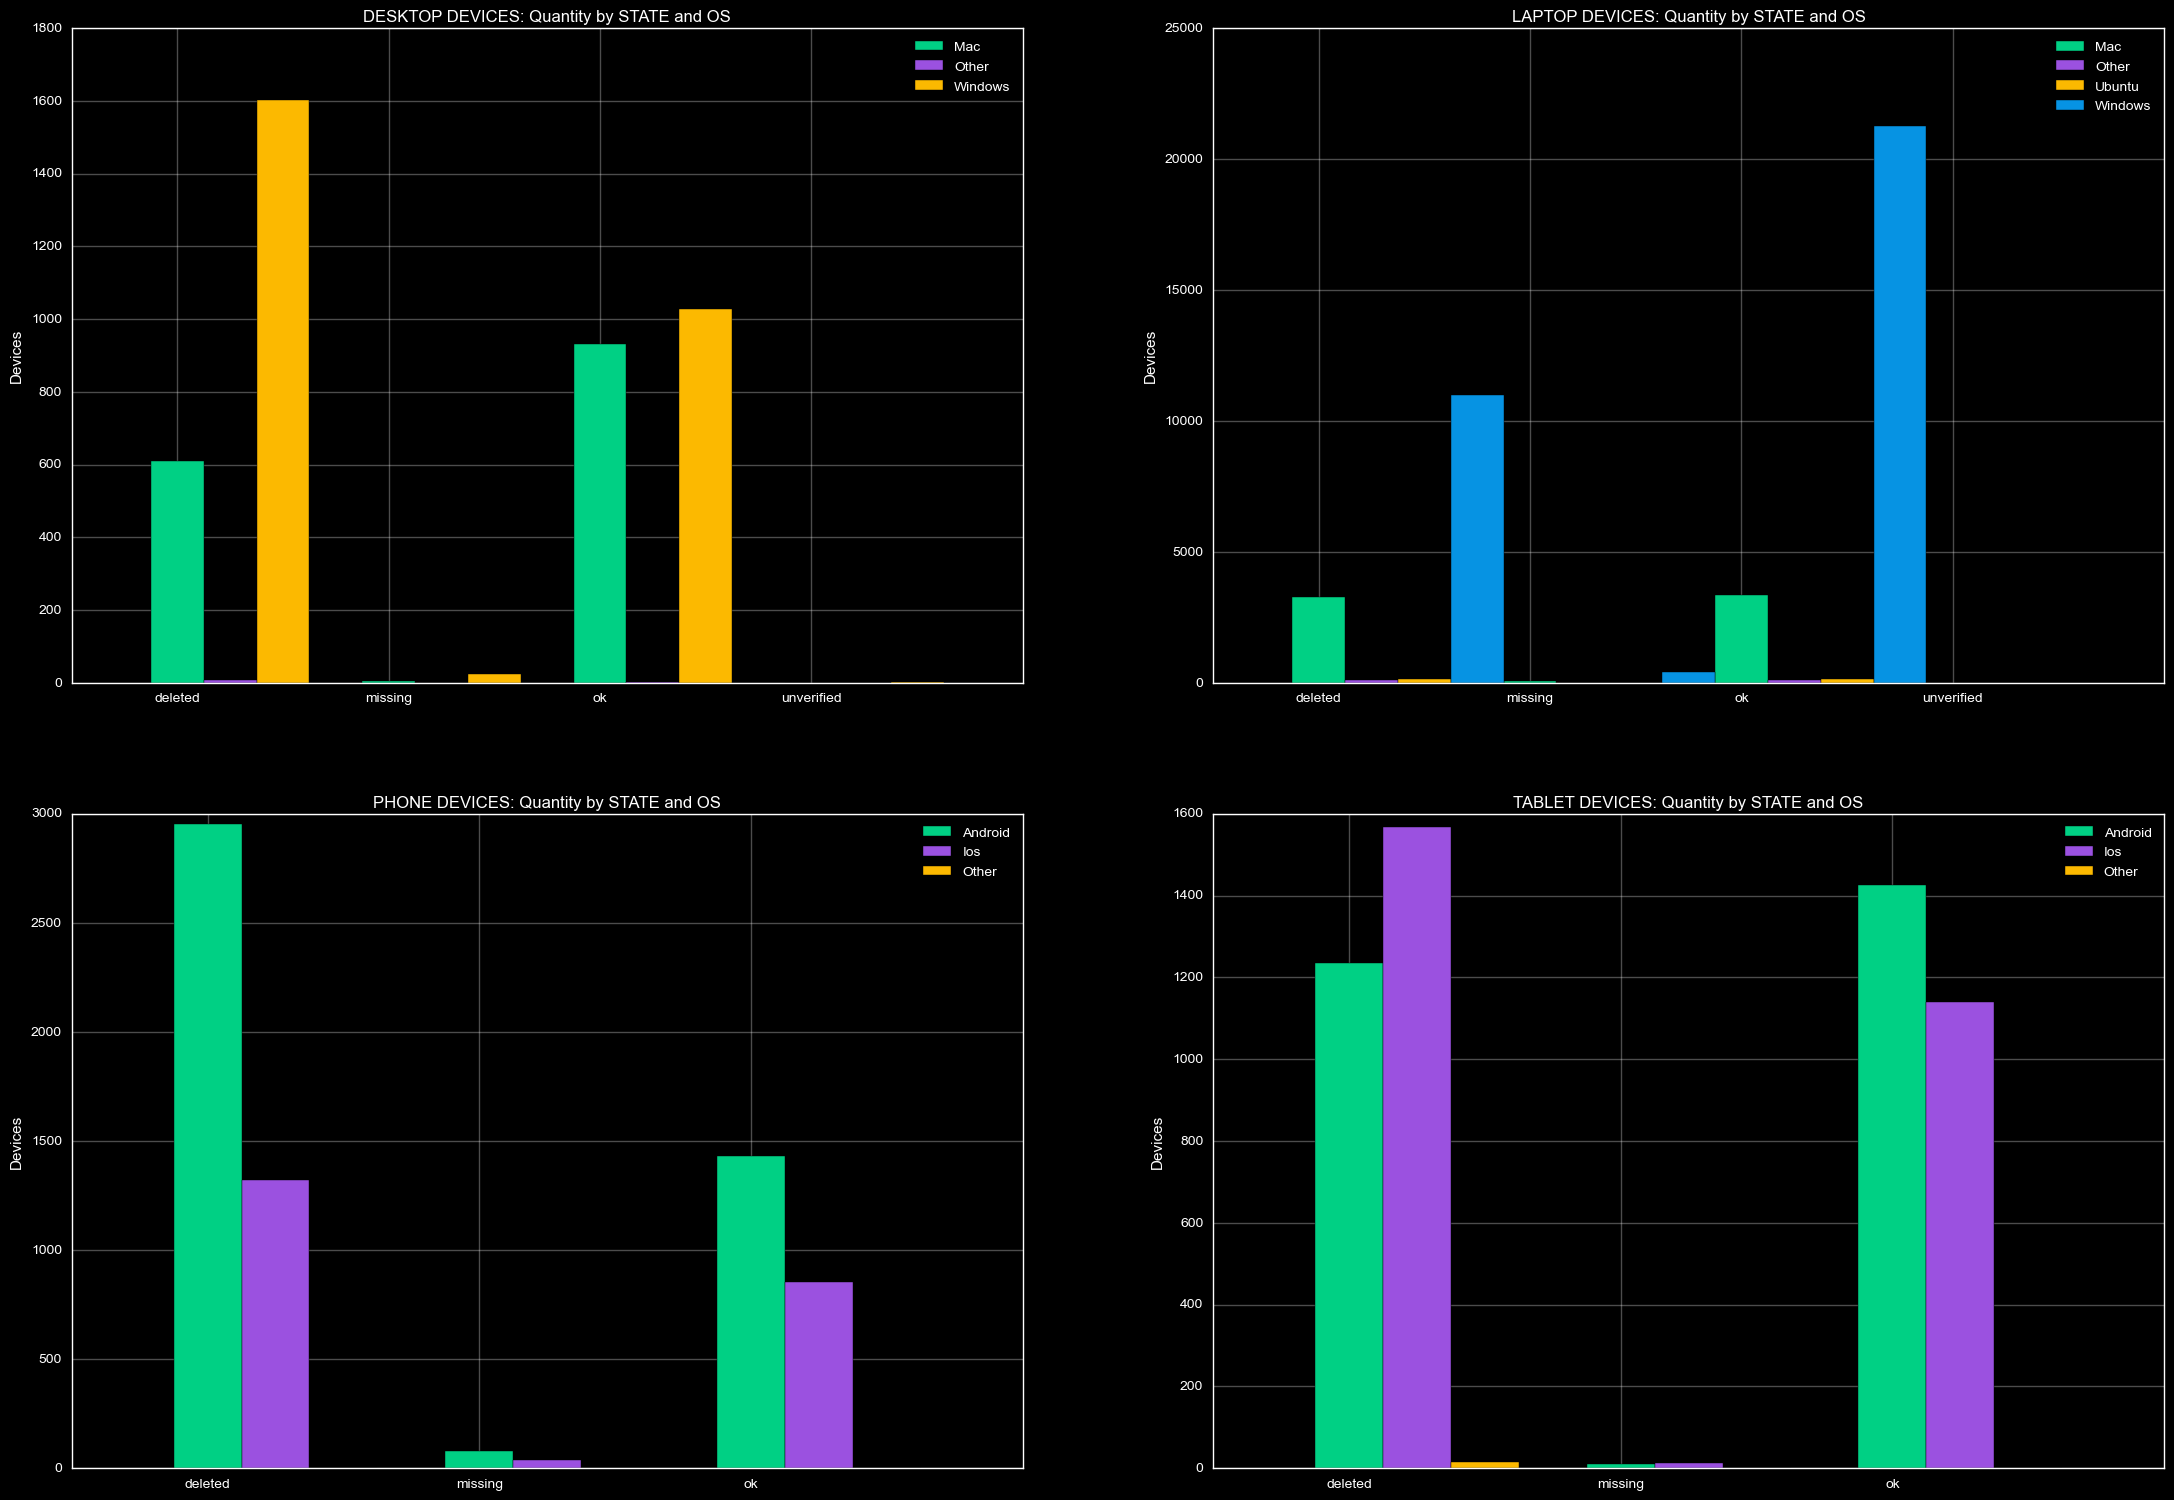 DESKTOP DEVICES: Quantity by STATE and OS
1800
1600
1400
1200
1000
800
600
400
200
0
Devices
Mac
Other
Windows
deleted missing ok unverified
LAPTOP DEVICES: Quantity by STATE and OS
25000
20000
15000
10000
5000
0
Devices
Mac
Other
Ubuntu
Windows
deleted missing ok unverified
PHONE DEVICES: Quantity by STATE and OS
3000
2500
2000
1500
1000
500
0
Devices
Android
Ios
Other
deleted missing ok
TABLET DEVICES: Quantity by STATE and OS
1600
1400
1200
1000
800
600
400
200
0
Devices
Android
Ios
Other
deleted missing ok